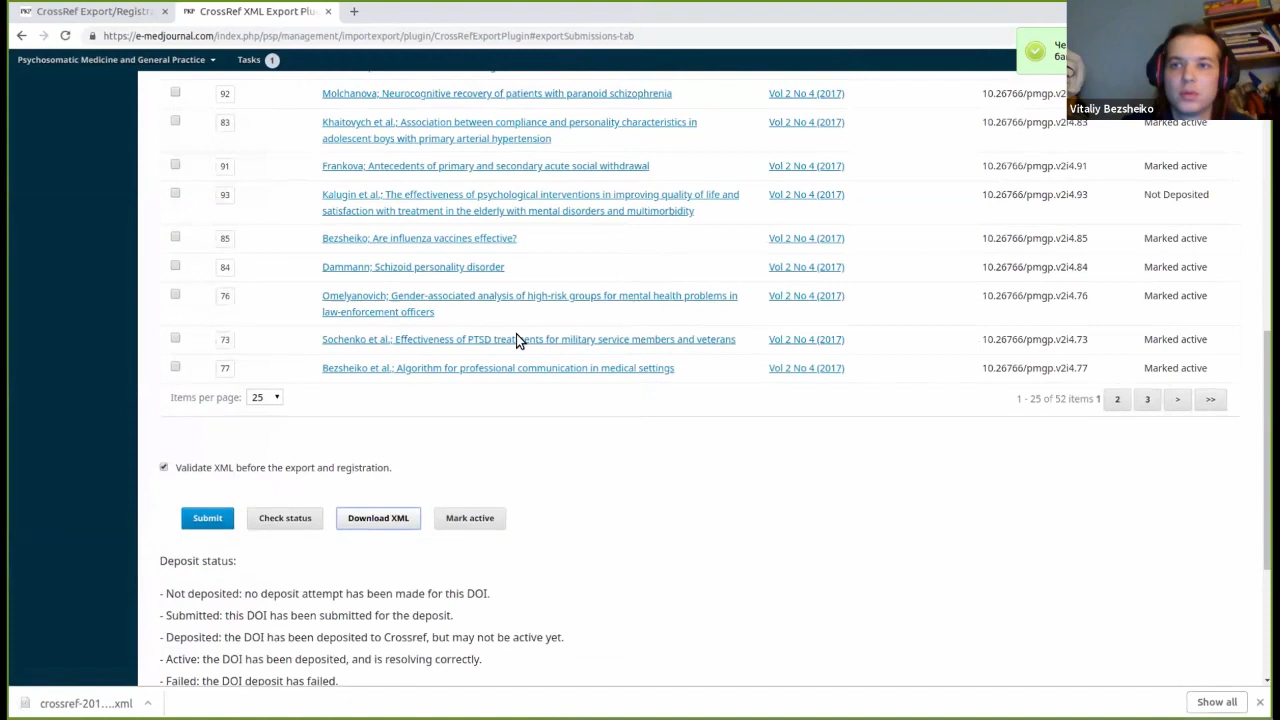 CrossRef Export/Registra
CrossRef XML Export Plu
https://e-medjournal.com/index.php/psp/management/importexport/plugin/CrossRefExportPlugin#exportSubmissions-tab
Psychosomatic Medicine and General Practice
Tasks 1
Vitaliy Bezsheiko
92 Molchanova; Neurocognitive recovery of patients with paranoid schizophrenia Vol 2 No 4 (2017)
83 Khaitovych et al.; Association between compliance and personality characteristics in Vol 2 No 4 (2017) 10.26766/pmgp.v2i4.83 Marked active
adolescent boys with primary arterial hypertension
91 Frankova; Antecedents of primary and secondary acute social withdrawal Vol 2 No 4 (2017) 10.26766/pmgp.v2i4.91 Marked active
93 Kalugin et al.; The effectiveness of psychological interventions in improving quality of life and Vol 2 No 4 (2017) 10.26766/pmgp.v2i4.93 Not Deposited
satisfaction with treatment in the elderly with mental disorders and multimorbidity
85 Bezsheiko; Are influenza vaccines effective? Vol 2 No 4 (2017) 10.26766/pmgp.v2i4.85 Marked active
84 Dammann; Schizoid personality disorder Vol 2 No 4 (2017) 10.26766/pmgp.v2i4.84 Marked active
76 Omelyanovich; Gender-associated analysis of high-risk groups for mental health problems in Vol 2 No 4 (2017) 10.26766/pmgp.v2i4.76 Marked active
law-enforcement officers
73 Sochenko et al.; Effectiveness of PTSD treatments for military service members and veterans Vol 2 No 4 (2017) 10.26766/pmgp.v2i4.73 Marked active
77 Bezsheiko et al.; Algorithm for professional communication in medical settings Vol 2 No 4 (2017) 10.26766/pmgp.v2i4.77 Marked active
Items per page: 25 1 - 25 of 52 items 1 2 3 > >>
Validate XML before the export and registration.
Submit Check status Download XML Mark active
Deposit status:
- Not deposited: no deposit attempt has been made for this DOI.
- Submitted: this DOI has been submitted for the deposit.
- Deposited: the DOI has been deposited to Crossref, but may not be active yet.
- Active: the DOI has been deposited, and is resolving correctly.
- Failed: the DOI deposit has failed.
crossref-201....xml
Show all